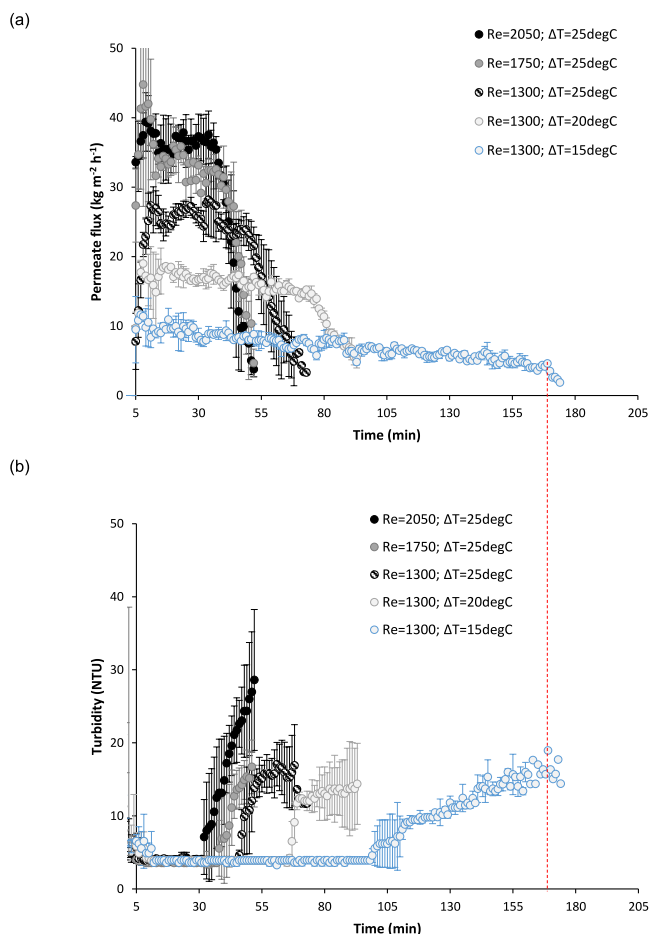 (a)
50
40
30
20
10
0
Permeate flux (kg m⁻² h⁻¹)
5 30 55 80 105 130 155 180 205
Time (min)
Re=2050; ΔT=25degC
Re=1750; ΔT=25degC
Re=1300; ΔT=25degC
Re=1300; ΔT=20degC
Re=1300; ΔT=15degC
(b)
50
40
30
20
10
0
Turbidity (NTU)
5 30 55 80 105 130 155 180 205
Time (min)
Re=2050; ΔT=25degC
Re=1750; ΔT=25degC
Re=1300; ΔT=25degC
Re=1300; ΔT=20degC
Re=1300; ΔT=15degC